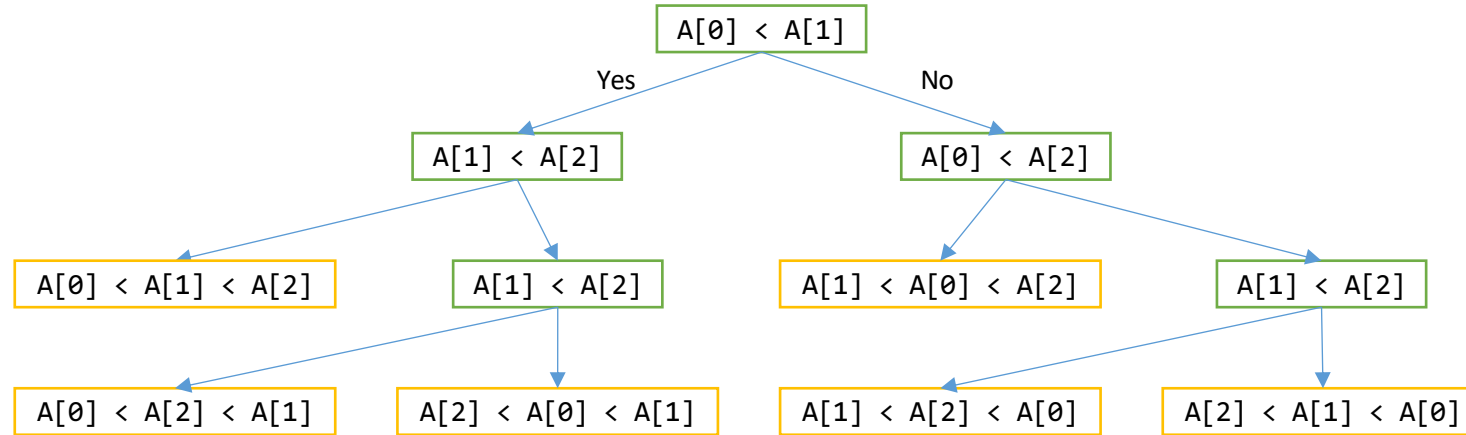 A[0] < A[1]
Yes
No
A[1] < A[2]
A[0] < A[2]
A[0] < A[1] < A[2]
A[1] < A[2]
A[1] < A[0] < A[2]
A[1] < A[2]
A[0] < A[2] < A[1]
A[2] < A[0] < A[1]
A[1] < A[2] < A[0]
A[2] < A[1] < A[0]